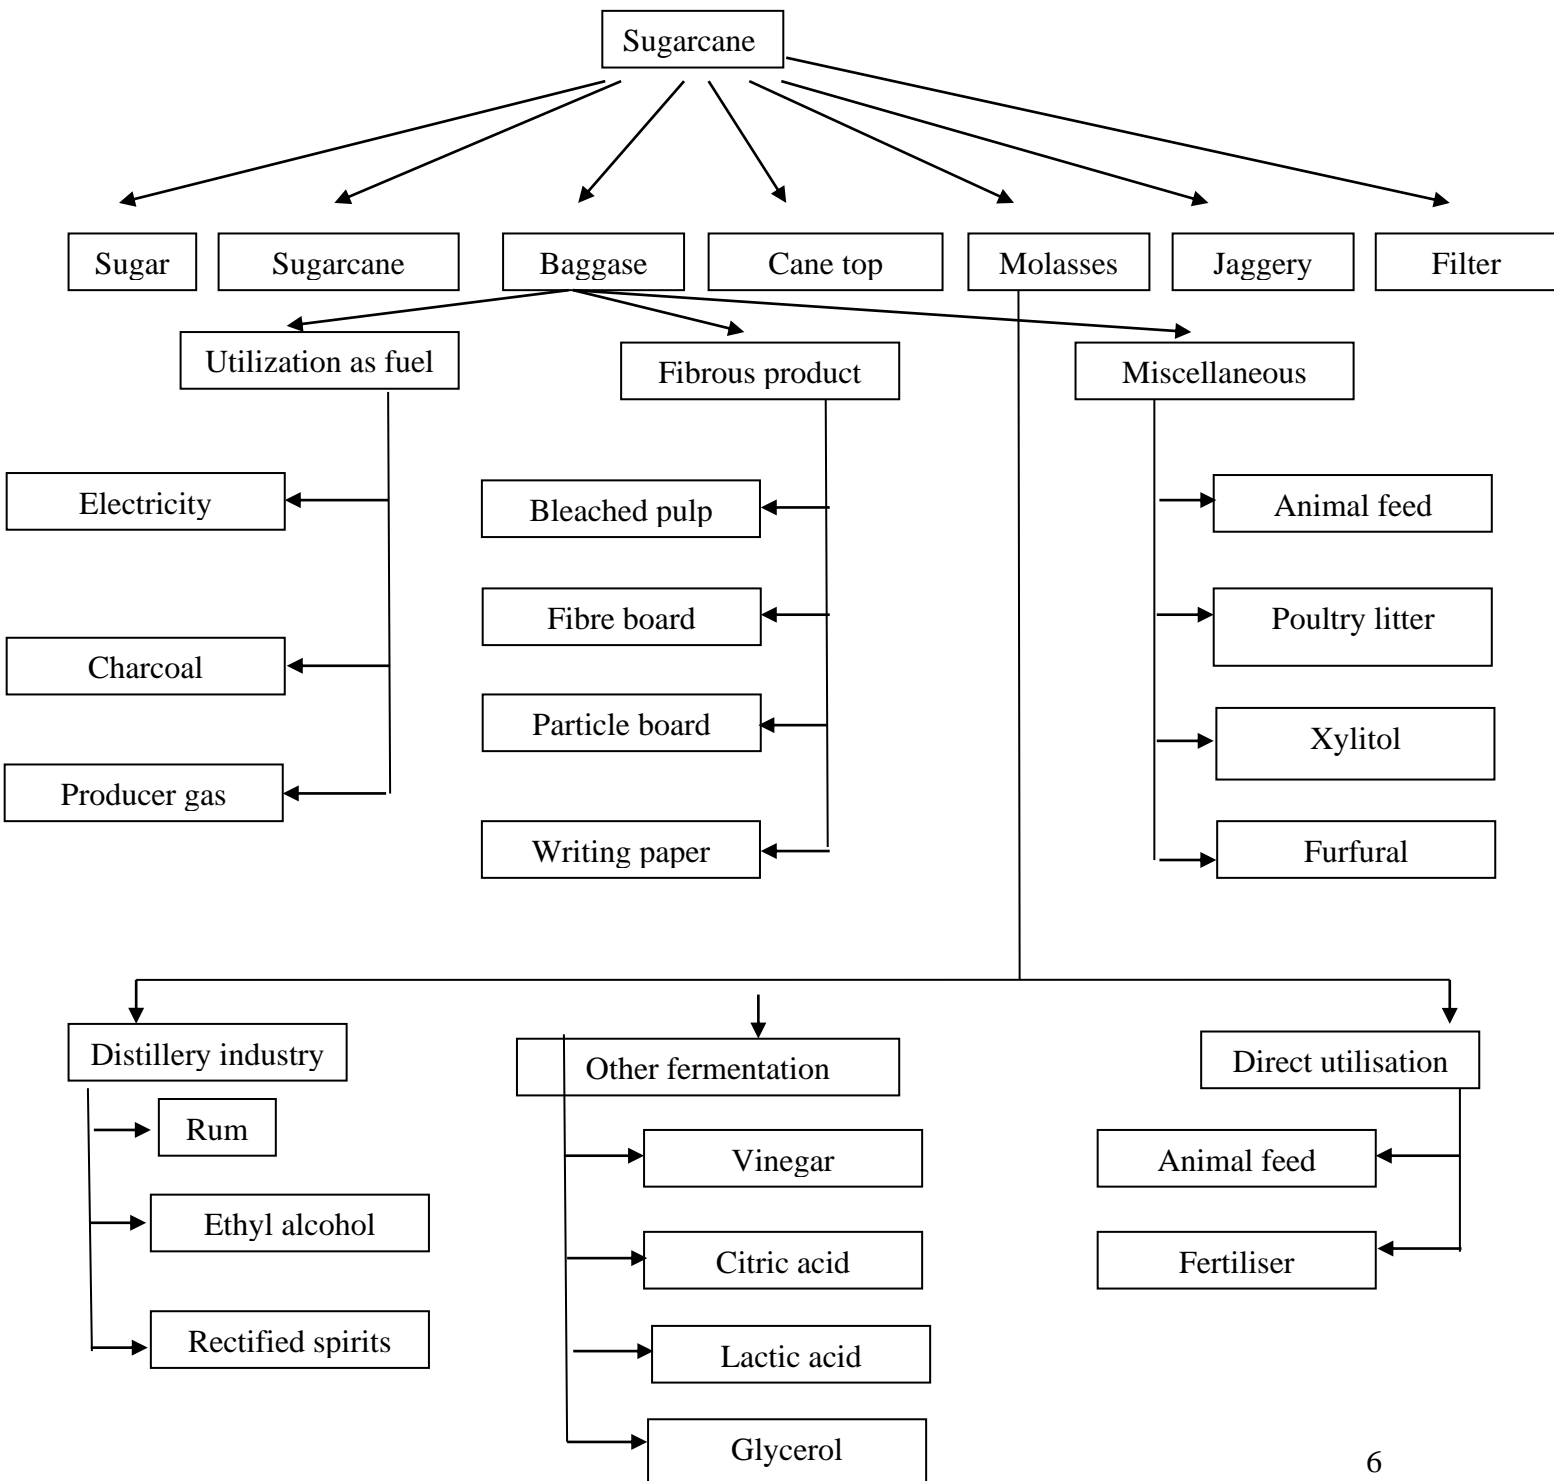 Sugarcane
Sugar
Sugarcane
Baggase
Cane top
Molasses
Jaggery
Filter
Utilization as fuel
Fibrous product
Miscellaneous
Electricity
Charcoal
Producer gas
Bleached pulp
Fibre board
Particle board
Writing paper
Animal feed
Poultry litter
Xylitol
Furfural
Distillery industry
Other fermentation
Direct utilisation
Rum
Ethyl alcohol
Rectified spirits
Vinegar
Citric acid
Lactic acid
Glycerol
Animal feed
Fertiliser
6